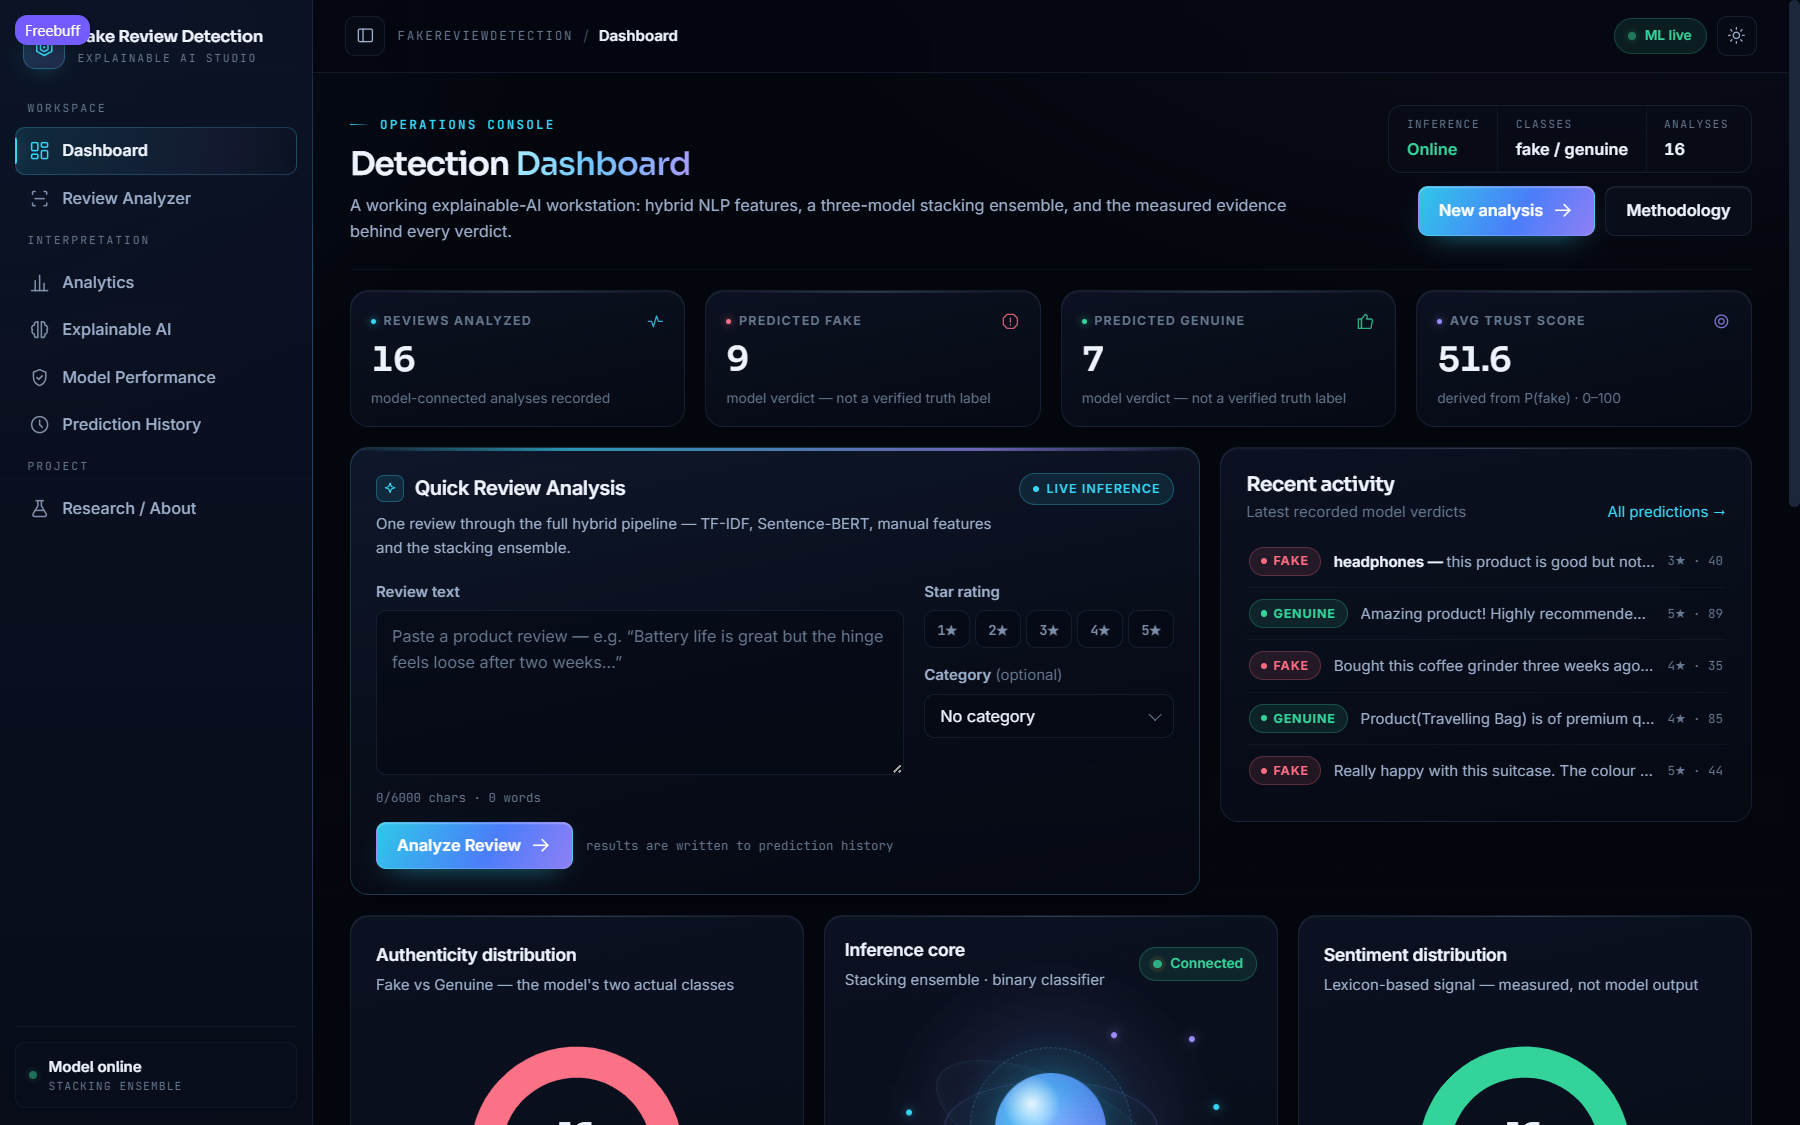 Freebuff
ake Review Detection
EXPLAINABLE AI STUDIO
WORKSPACE
Dashboard
Review Analyzer
INTERPRETATION
Analytics
Explainable AI
Model Performance
Prediction History
PROJECT
Research / About
Model online
STACKING ENSEMBLE
FAKEREVIEWDETECTION / Dashboard
ML live
OPERATIONS CONSOLE
Detection Dashboard
A working explainable-AI workstation: hybrid NLP features, a three-model stacking ensemble, and the measured evidence
behind every verdict.
INFERENCE
Online
CLASSES
fake / genuine
ANALYSES
16
New analysis →
Methodology
REVIEWS ANALYZED
16
model-connected analyses recorded
PREDICTED FAKE
9
model verdict — not a verified truth label
PREDICTED GENUINE
7
model verdict — not a verified truth label
AVG TRUST SCORE
51.6
derived from P(fake) · 0–100
Quick Review Analysis
LIVE INFERENCE
One review through the full hybrid pipeline — TF-IDF, Sentence-BERT, manual features
and the stacking ensemble.
Review text
Paste a product review — e.g. “Battery life is great but the hinge
feels loose after two weeks...”
0/6000 chars · 0 words
Star rating
1★ 2★ 3★ 4★ 5★
Category (optional)
No category
Analyze Review →
results are written to prediction history
Recent activity
Latest recorded model verdicts
All predictions →
FAKE headphones — this product is good but not... 3★ · 40
GENUINE Amazing product! Highly recommende... 5★ · 89
FAKE Bought this coffee grinder three weeks ago... 4★ · 35
GENUINE Product(Travelling Bag) is of premium q... 4★ · 85
FAKE Really happy with this suitcase. The colour ... 5★ · 44
Authenticity distribution
Fake vs Genuine — the model's two actual classes
Inference core
Stacking ensemble · binary classifier
Connected
Sentiment distribution
Lexicon-based signal — measured, not model output